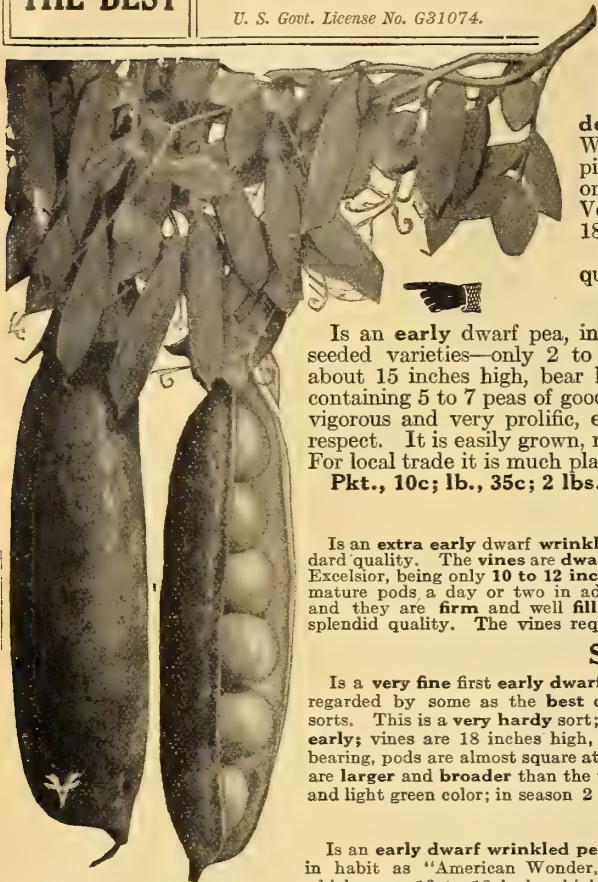 THE BEST
U. S. Govt. License No. G31074.
de
W
pi
on
V
18
qu
Is an early dwarf pea, in
seeded varieties—only 2 to
about 15 inches high, bear l
containing 5 to 7 peas of good
vigorous and very prolific, e
respect. It is easily grown, r
For local trade it is much pla
Pkt., 10c; lb., 35c; 2 lbs.
Is an extra early dwarf wrinkl
dard quality. The vines are dwa
Excelsior, being only 10 to 12 inc
mature pods a day or two in ad
and they are firm and well fill
splendid quality. The vines req
S
Is a very fine first early dwarf
regarded by some as the best o
sorts. This is a very hardy sort;
early; vines are 18 inches high,
bearing, pods are almost square at
are larger and broader than the
and light green color; in season 2
Is an early dwarf wrinkled pe
in habit as "American Wonder,